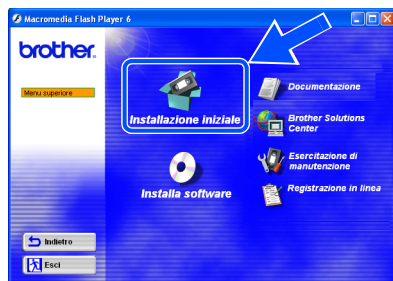 Macromedia Flash Player 6
brother.
Menu superiore
Installazione iniziale
Installa software
Documentazione
Brother Solutions
Center
Esercitazione di
manutenzione
Registrazione in linea
Indietro
Esci